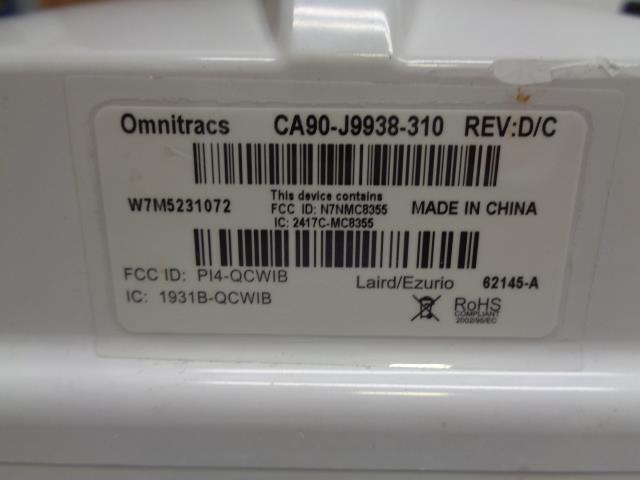 Omnitracs CA90-J9938-310 REV:D/C
This device contains
W7M5231072 FCC ID: N7NMC8355 MADE IN CHINA
IC: 2417C-MC8355
FCC ID: PI4-QCWIB Laird/Ezurio 62145-A
IC: 1931B-QCWIB RoHS
COMPLIANT
2002/95/EC